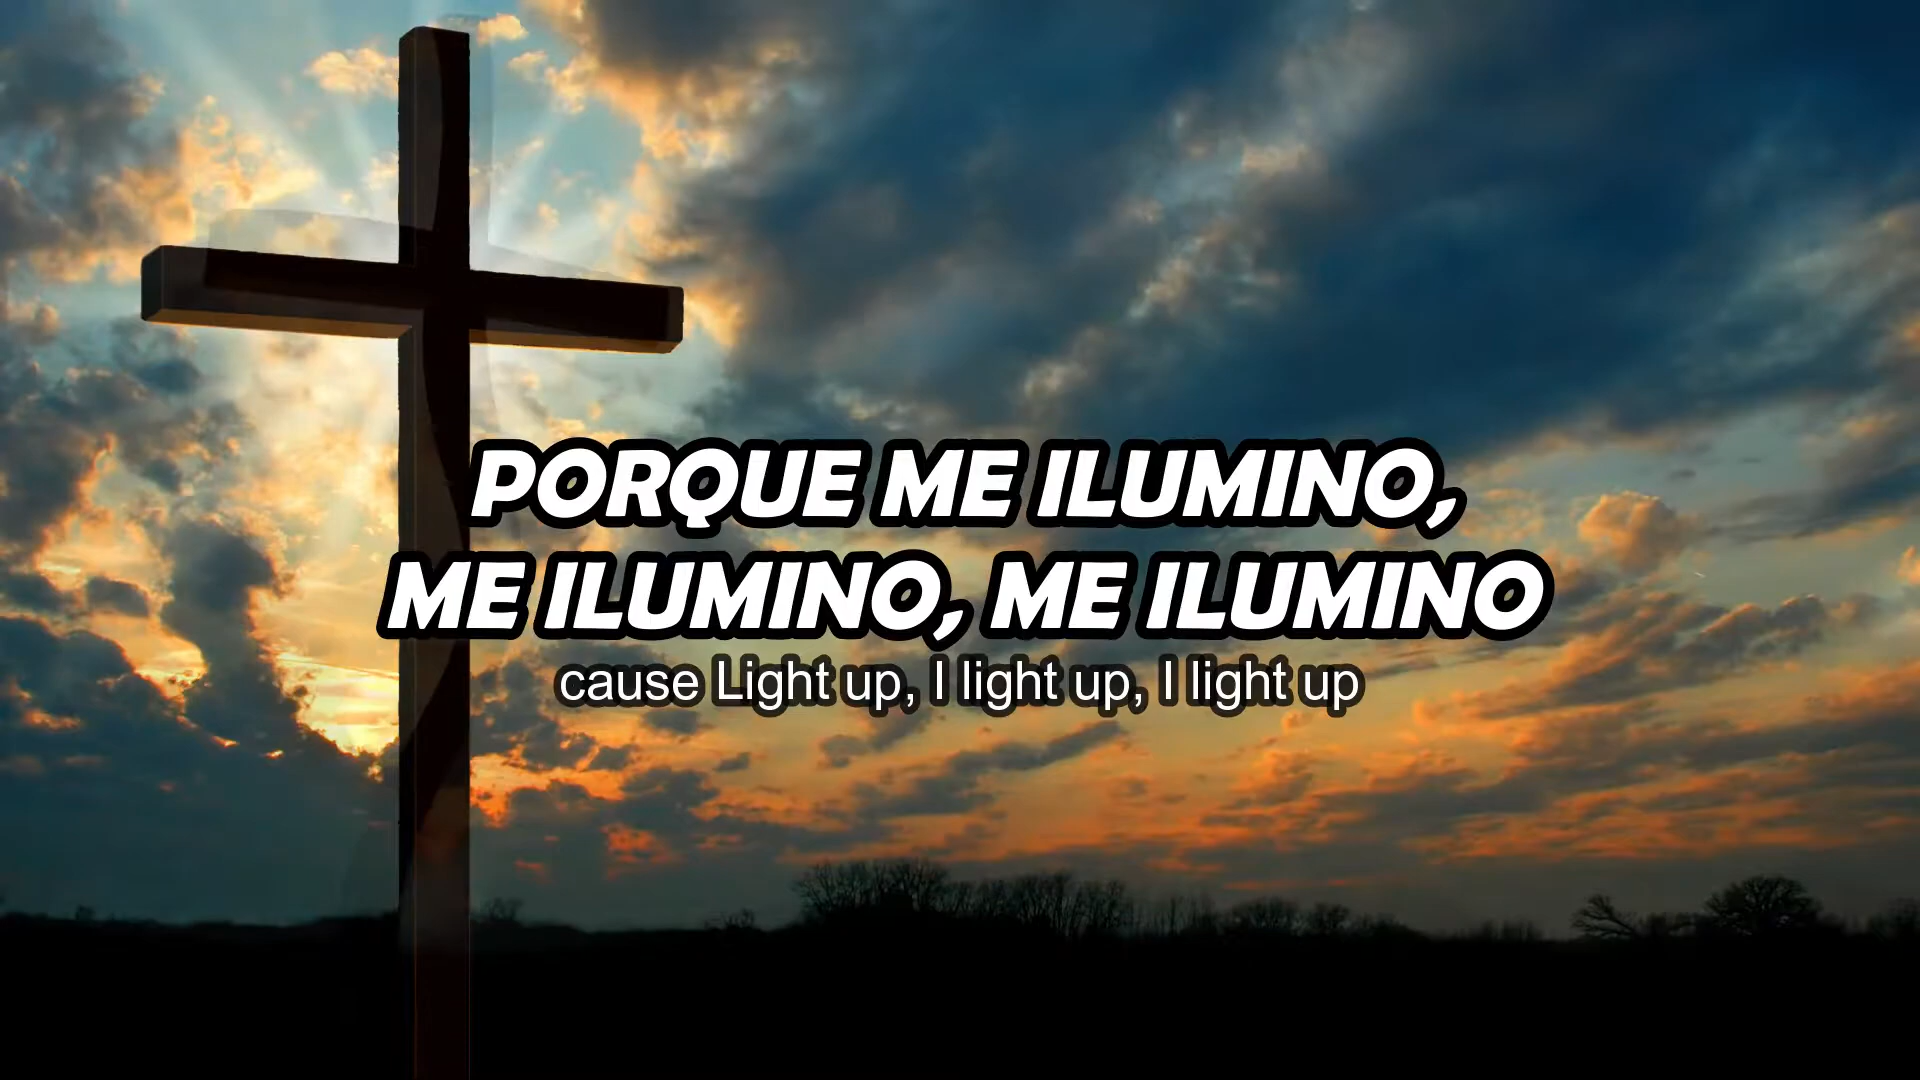 PORQUE ME ILUMINO,
ME ILUMINO, ME ILUMINO
cause Light up, I light up, I light up